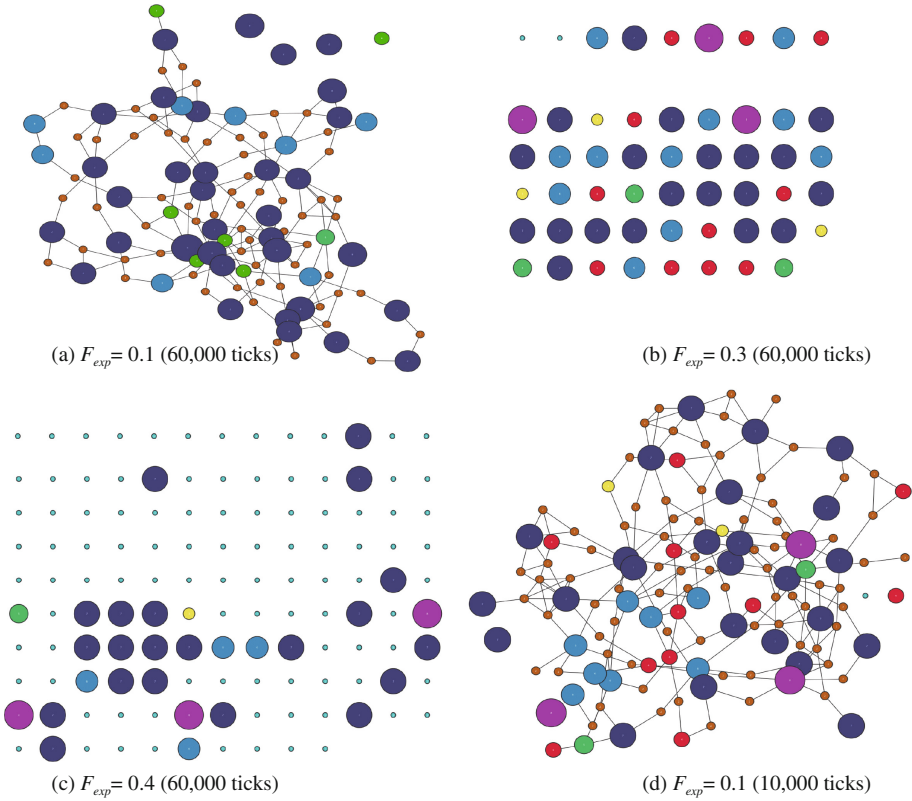 (a) F_exp= 0.1 (60,000 ticks)
(b) F_exp= 0.3 (60,000 ticks)
(c) F_exp= 0.4 (60,000 ticks)
(d) F_exp= 0.1 (10,000 ticks)